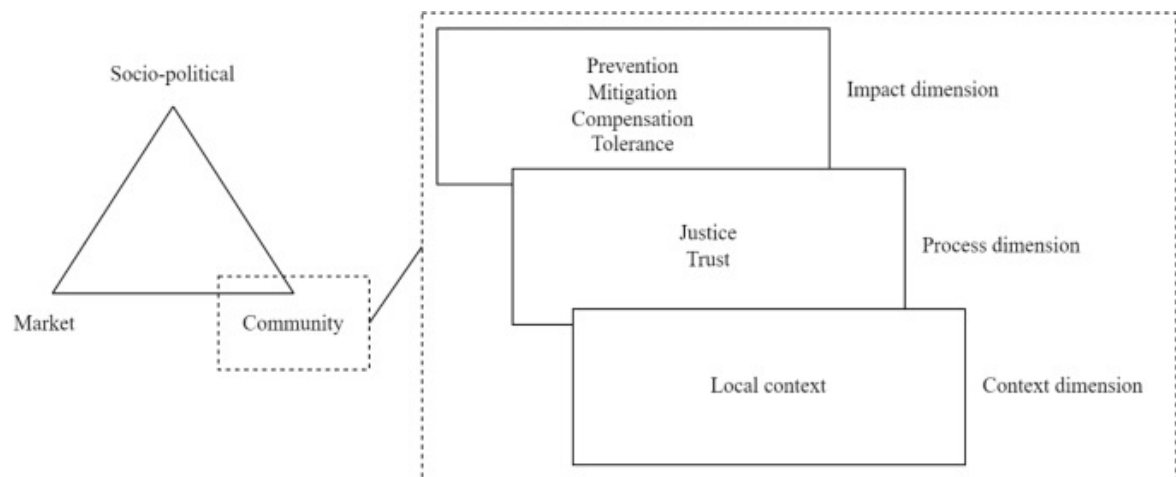 Socio-political
Market
Community
Prevention
Mitigation
Compensation
Tolerance
Impact dimension
Justice
Trust
Process dimension
Local context
Context dimension